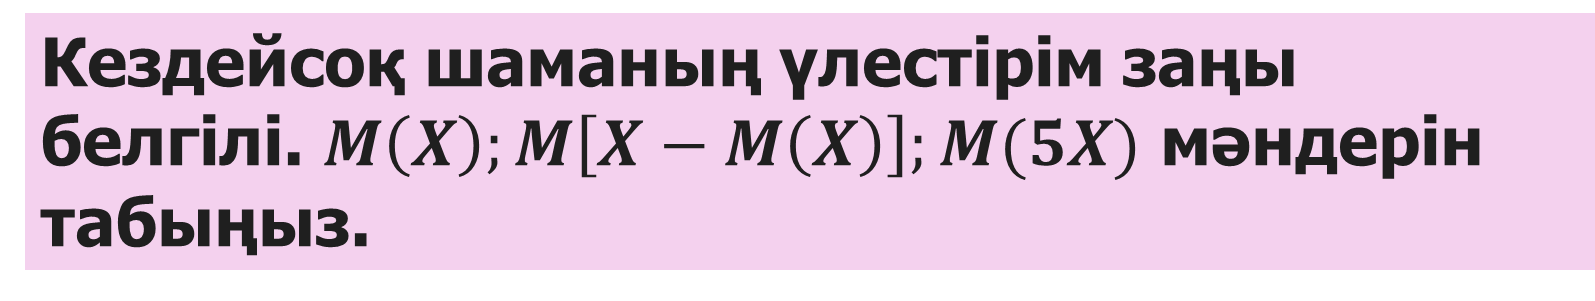 Кездейсоқ шаманың үлестірім заңы
белгілі. M(X); M[X − M(X)]; M(5X) мәндерін
табыңыз.